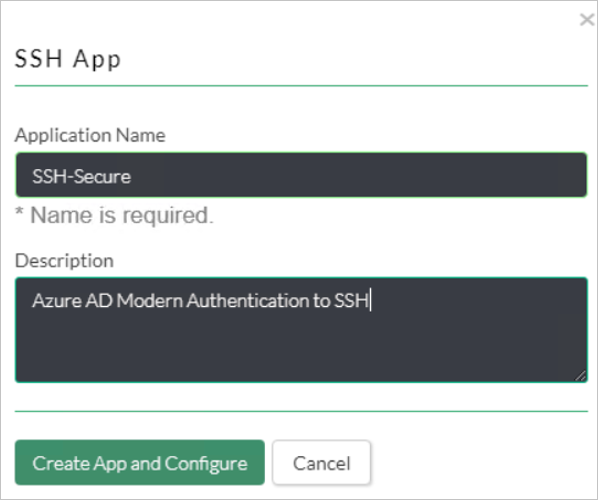 SSH App
Application Name
SSH-Secure
* Name is required.
Description
Azure AD Modern Authentication to SSH
Create App and Configure
Cancel